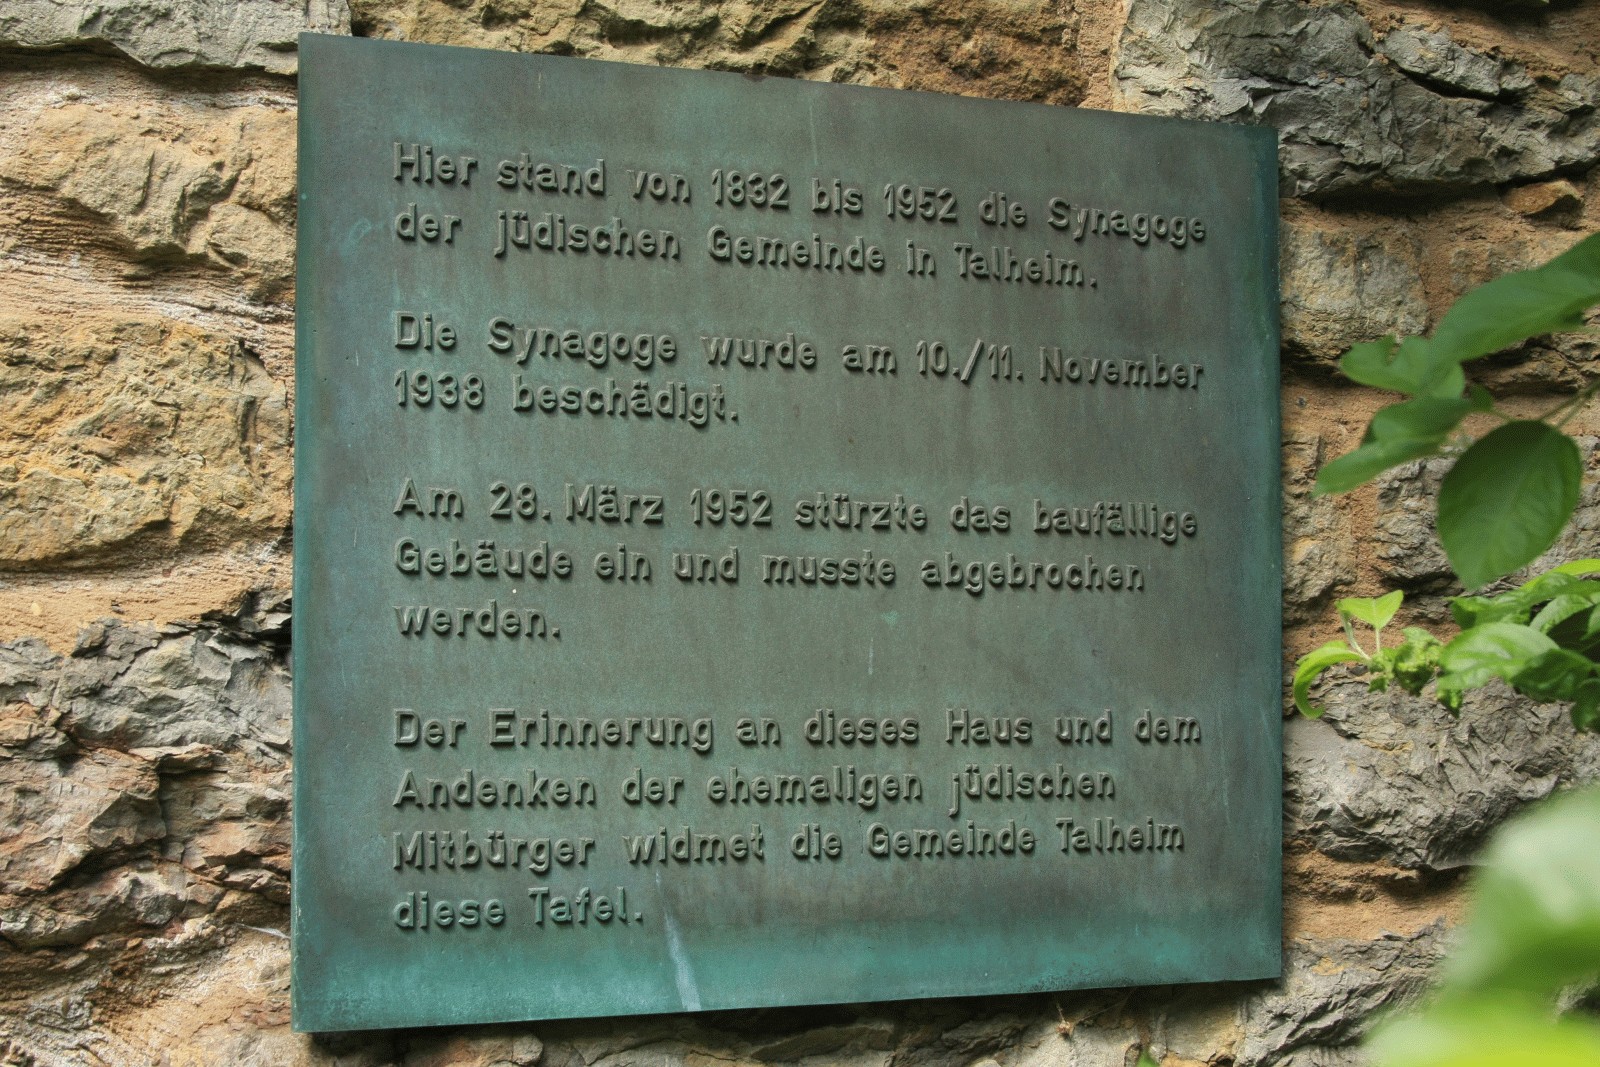 Hier stand von 1832 bis 1952 die Synagoge
der jüdischen Gemeinde in Talheim.
Die Synagoge wurde am 10./11. November
1938 beschädigt.
Am 28. März 1952 stürzte das baufällige
Gebäude ein und musste abgebrochen
werden.
Der Erinnerung an dieses Haus und dem
Andenken der ehemaligen jüdischen
Mitbürger widmet die Gemeinde Talheim
diese Tafel.